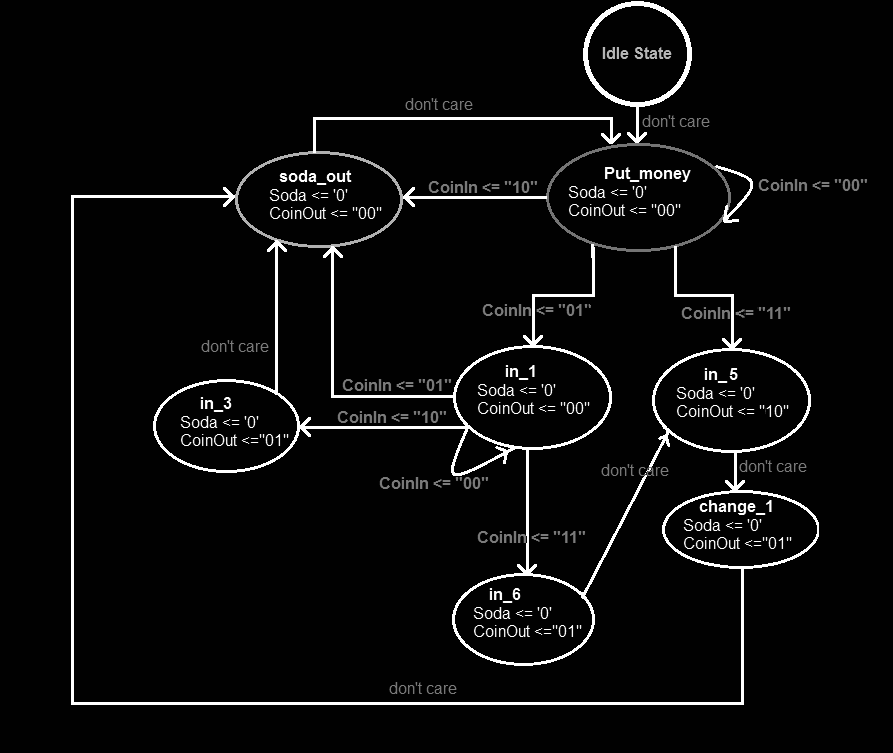 Idle State
don't care
don't care
Put_money
Soda <= '0'
CoinOut <= "00"
CoinIn <= "00"
CoinIn <= "10"
soda_out
Soda <= '0'
CoinOut <= "00"
CoinIn <= "01"
CoinIn <= "11"
don't care
in_1
Soda <= '0'
CoinOut <= "00"
in_5
Soda <= '0'
CoinOut <= "10"
CoinIn <= "01"
in_3
Soda <= '0'
CoinOut <="01"
CoinIn <= "10"
CoinIn <= "00"
don't care
don't care
change_1
Soda <= '0'
CoinOut <="01"
CoinIn <= "11"
in_6
Soda <= '0'
CoinOut <="01"
don't care